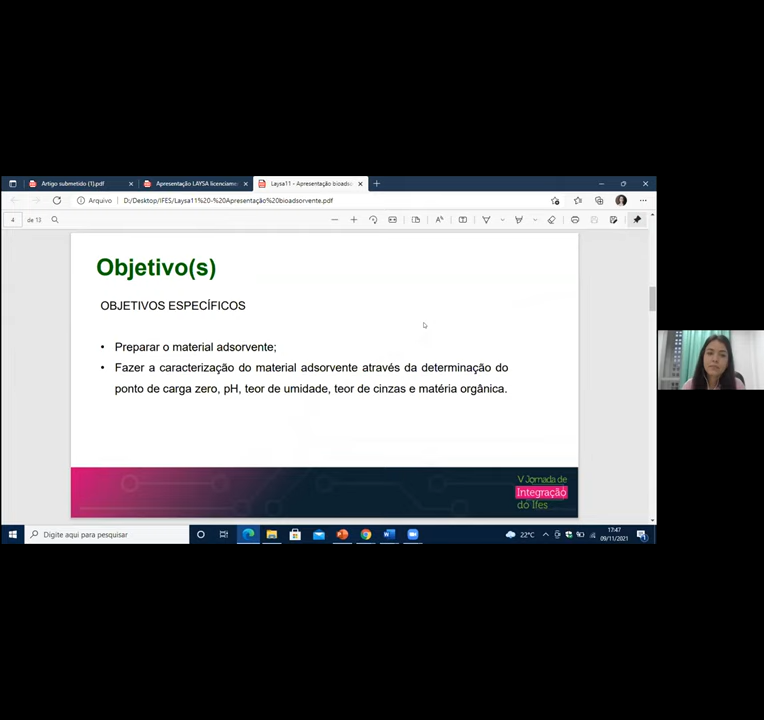 Artigo submetido (1).pdf
Apresentação LAYSA licenciame
Laysa11 - Apresentação bioads
Arquivo
D:/Desktop/IFES/Laysa11%20-%20Apresentação%20bioadsorvente.pdf
4
de 13
Objetivo(s)
OBJETIVOS ESPECÍFICOS
• Preparar o material adsorvente;
• Fazer a caracterização do material adsorvente através da determinação do
ponto de carga zero, pH, teor de umidade, teor de cinzas e matéria orgânica.
V Jornada de
Integração
do Ifes
Digite aqui para pesquisar
22°C
17:47
09/11/2021